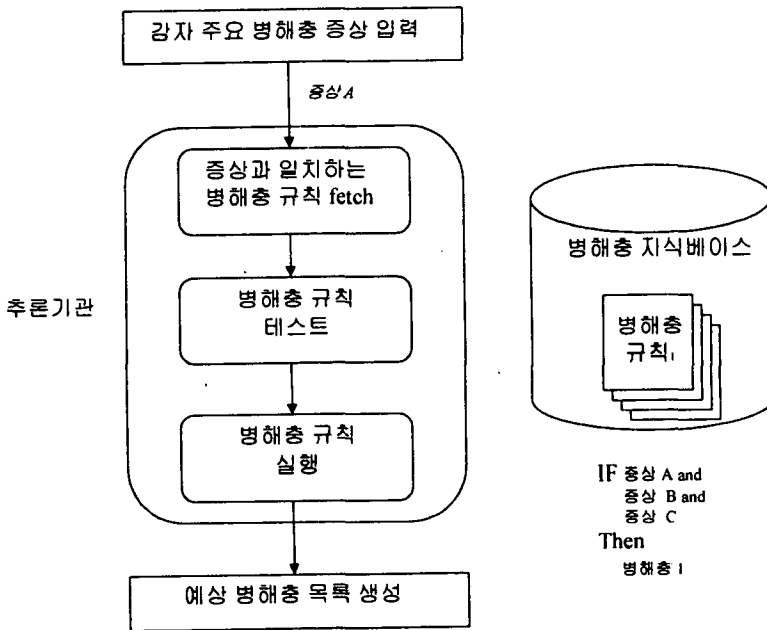 감자 주요 병해충 증상 입력
증상 A
증상과 일치하는
병해충 규칙 fetch
병해충 규칙
테스트
병해충 규칙
실행
추론기관
예상 병해충 목록 생성
병해충 지식베이스
병해충
규칙₁
IF 증상 A and
증상 B and
증상 C
Then
병해충 1